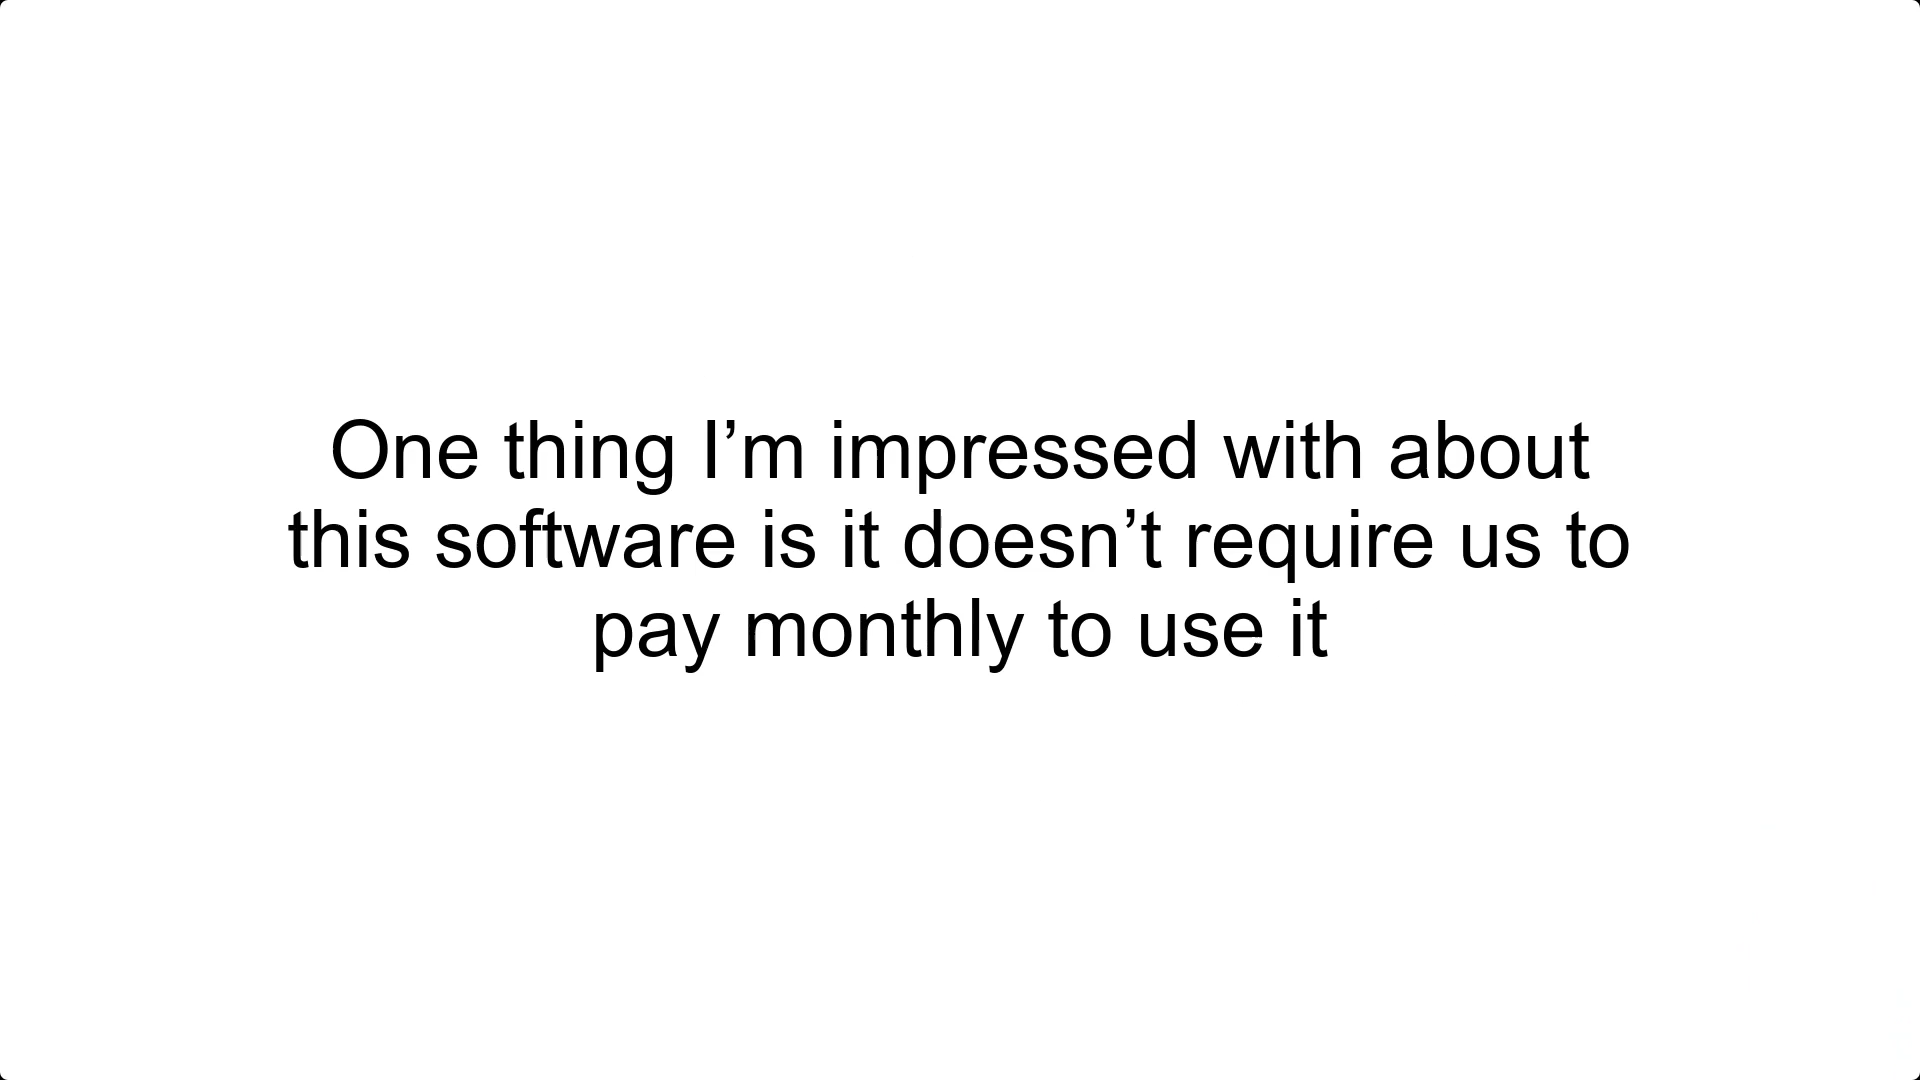 One thing I’m impressed with about
this software is it doesn’t require us to
pay monthly to use it